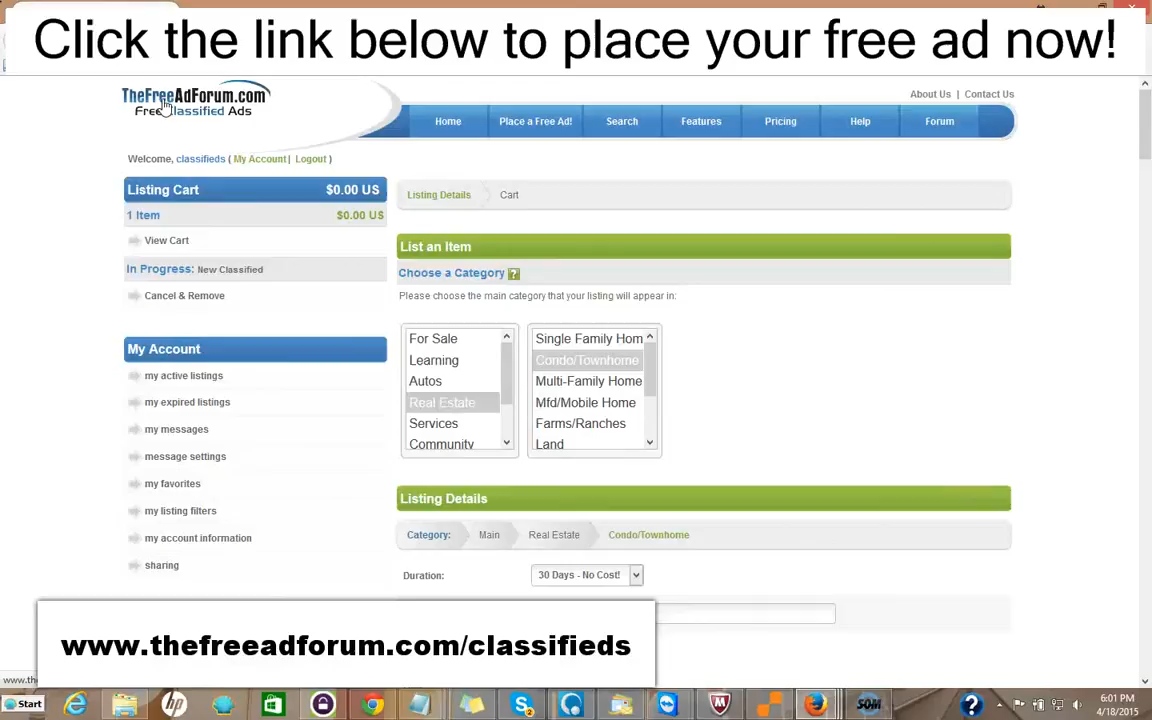 Click the link below to place your free ad now!
TheFreeAdForum.com
Free Classified Ads
About Us | Contact Us
Home Place a Free Ad! Search Features Pricing Help Forum
Welcome, classifieds ( My Account | Logout )
Listing Cart $0.00 US
1 Item $0.00 US
View Cart
In Progress: New Classified
Cancel & Remove
My Account
my active listings
my expired listings
my messages
message settings
my favorites
my listing filters
my account information
sharing
Listing Details Cart
List an Item
Choose a Category ?
Please choose the main category that your listing will appear in:
For Sale
Learning
Autos
Real Estate
Services
Community
Single Family Hom
Condo/Townhome
Multi-Family Home
Mfd/Mobile Home
Farms/Ranches
Land
Listing Details
Category: Main Real Estate Condo/Townhome
Duration: 30 Days - No Cost!
www.thefreeadforum.com/classifieds
www.th
Start
hp
S 2
SOM
?
6:01 PM
4/18/2015